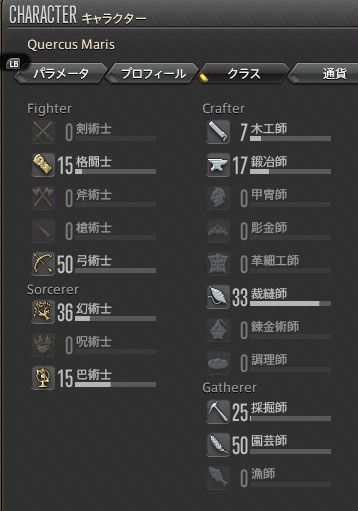 CHARACTER キャラクター
Quercus Maris
LB パラメータ プロフィール クラス 通貨
Fighter
0 剣術士
15 格闘士
0 斧術士
0 槍術士
50 弓術士
Sorcerer
36 幻術士
0 呪術士
15 巴術士
Crafter
7 木工師
17 鍛冶師
0 甲冑師
0 彫金師
0 革細工師
33 裁縫師
0 錬金術師
0 調理師
Gatherer
25 採掘師
50 園芸師
0 漁師